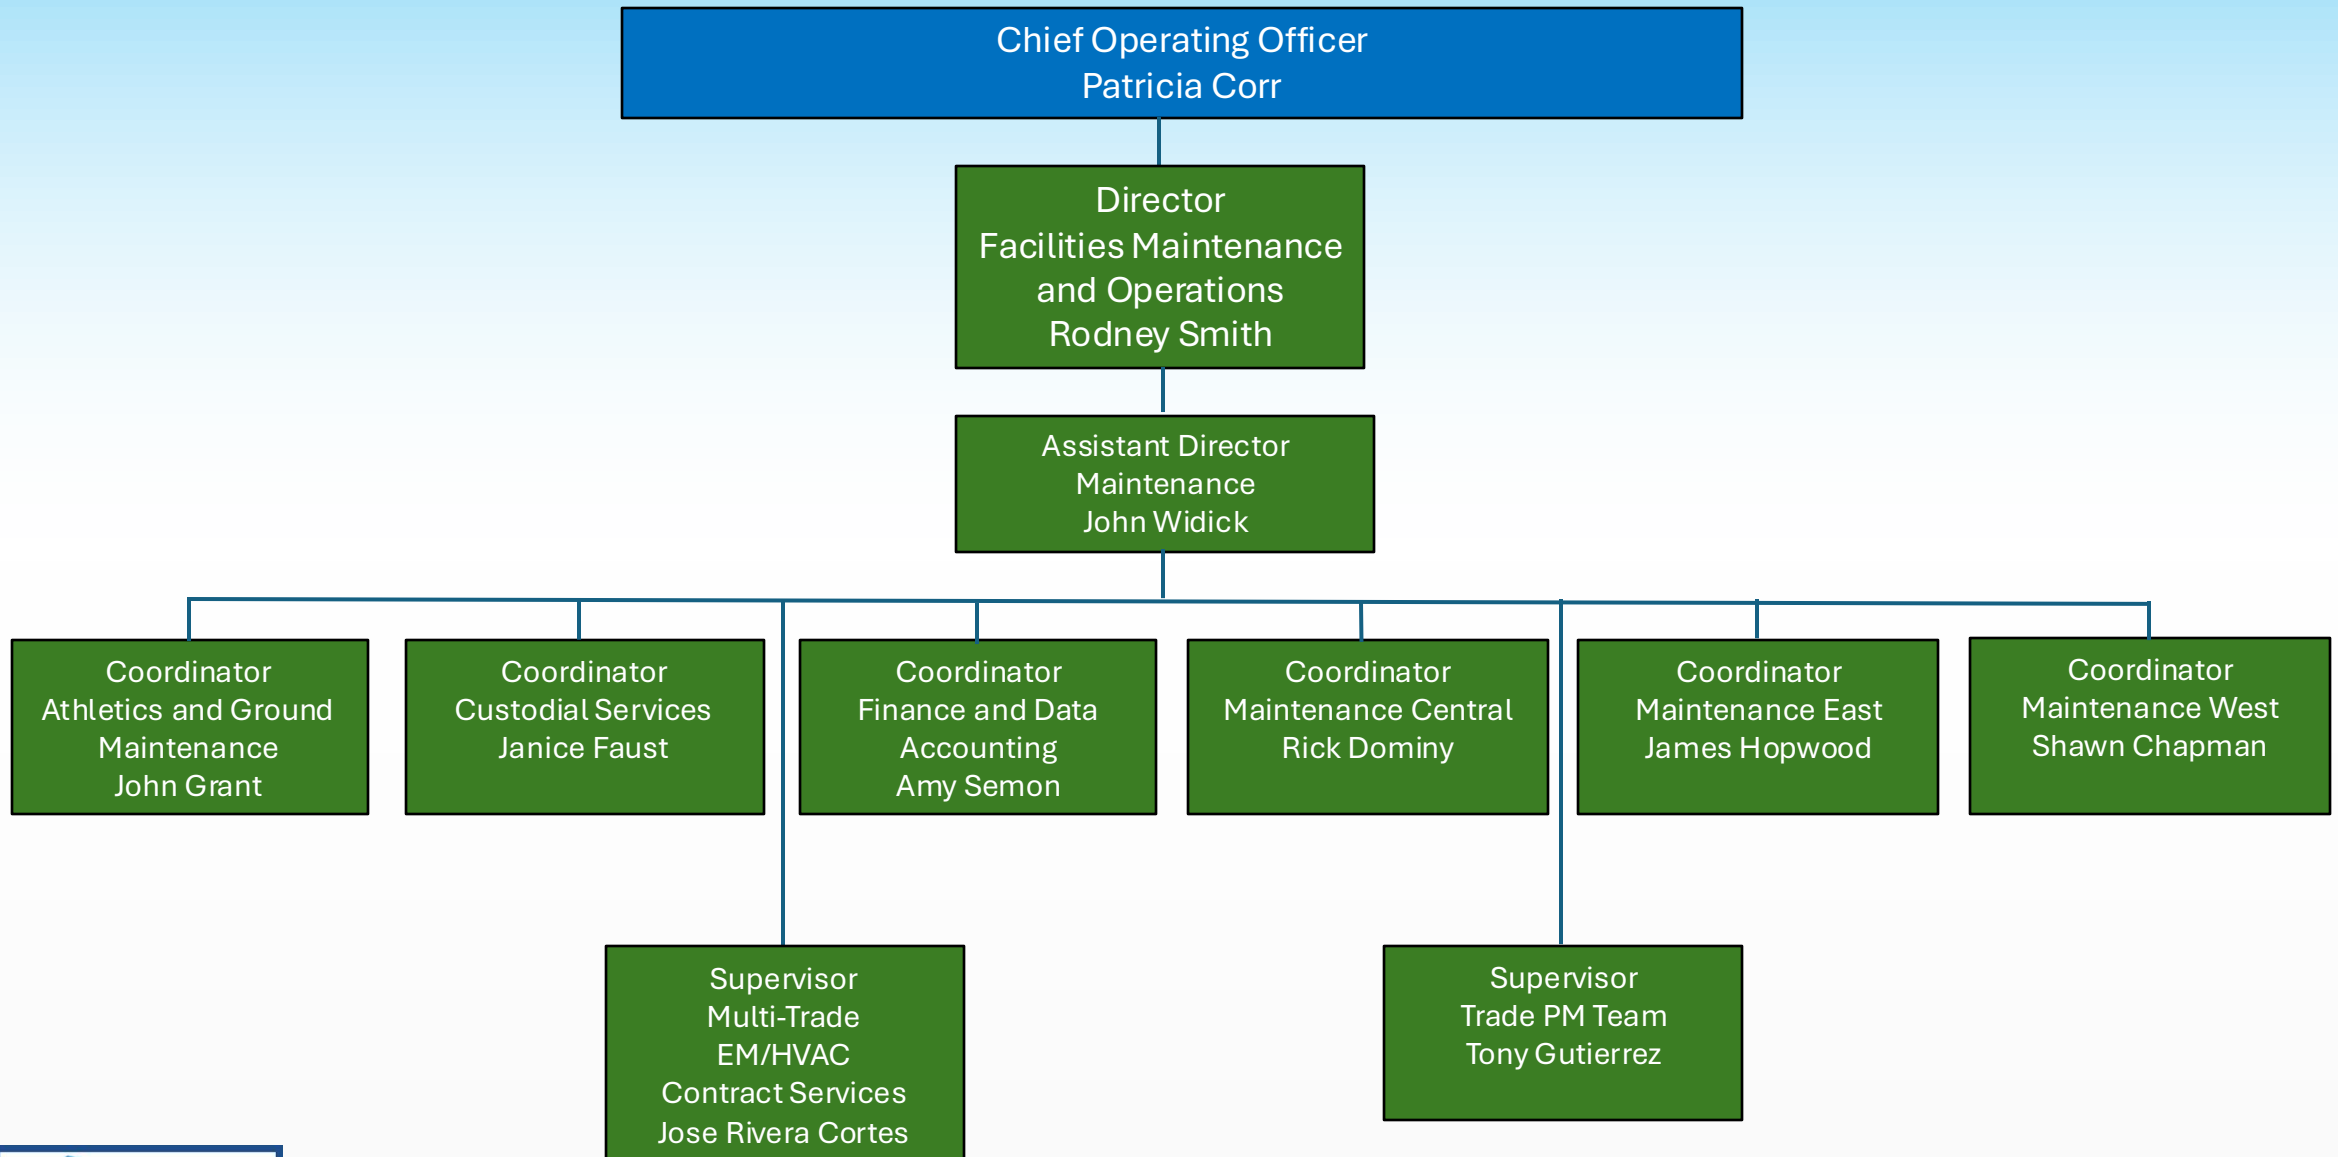 Chief Operating Officer
Patricia Corr
Director
Facilities Maintenance
and Operations
Rodney Smith
Assistant Director
Maintenance
John Widick
Coordinator
Athletics and Ground
Maintenance
John Grant
Coordinator
Custodial Services
Janice Faust
Coordinator
Finance and Data
Accounting
Amy Semon
Coordinator
Maintenance Central
Rick Dominy
Coordinator
Maintenance East
James Hopwood
Coordinator
Maintenance West
Shawn Chapman
Supervisor
Multi-Trade
EM/HVAC
Contract Services
Jose Rivera Cortes
Supervisor
Trade PM Team
Tony Gutierrez